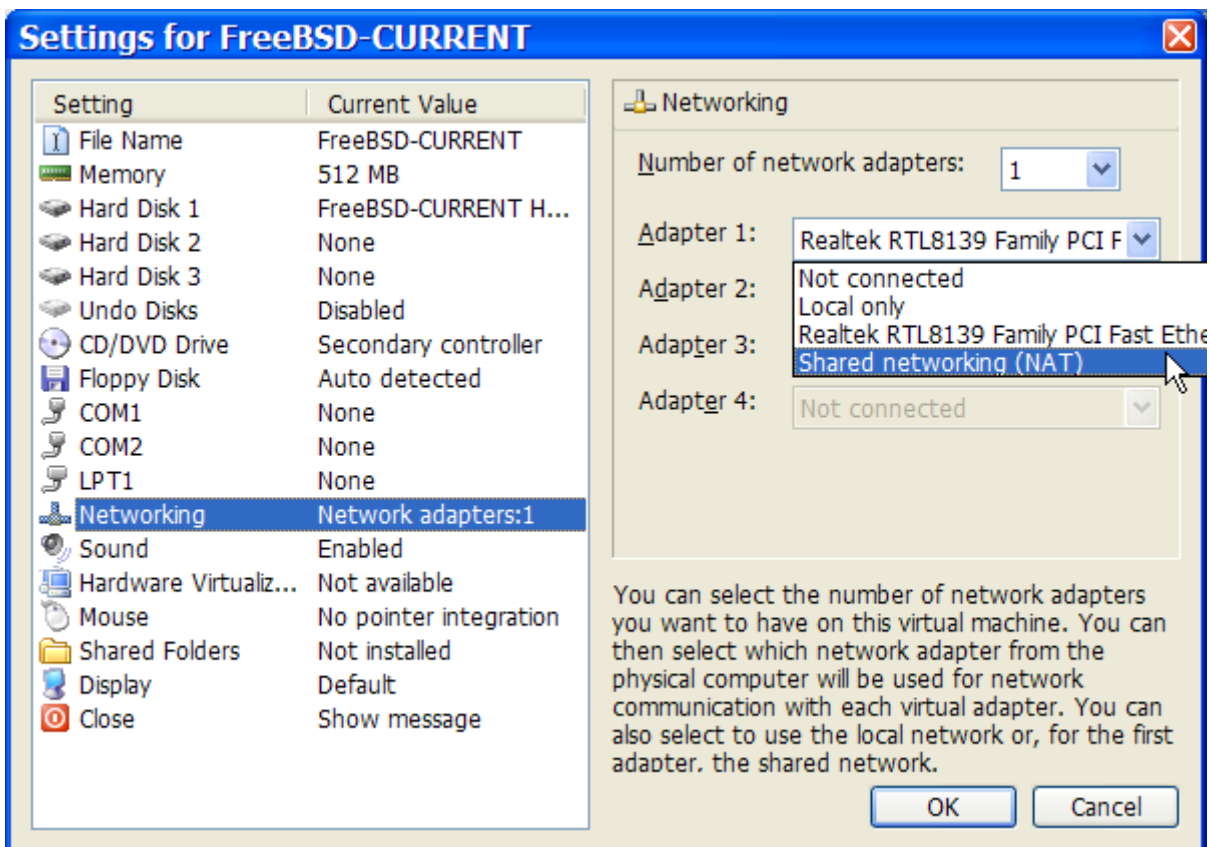 Settings for FreeBSD-CURRENT
Setting Current Value
File Name FreeBSD-CURRENT
Memory 512 MB
Hard Disk 1 FreeBSD-CURRENT H...
Hard Disk 2 None
Hard Disk 3 None
Undo Disks Disabled
CD/DVD Drive Secondary controller
Floppy Disk Auto detected
COM1 None
COM2 None
LPT1 None
Networking Network adapters:1
Sound Enabled
Hardware Virtualiz... Not available
Mouse No pointer integration
Shared Folders Not installed
Display Default
Close Show message
Networking
Number of network adapters: 1
Adapter 1: Realtek RTL8139 Family PCI F
Not connected
Adapter 2:
Local only
Realtek RTL8139 Family PCI Fast Ethe
Adapter 3:
Shared networking (NAT)
Adapter 4: Not connected
You can select the number of network adapters
you want to have on this virtual machine. You can
then select which network adapter from the
physical computer will be used for network
communication with each virtual adapter. You can
also select to use the local network or, for the first
adapter, the shared network.
OK Cancel